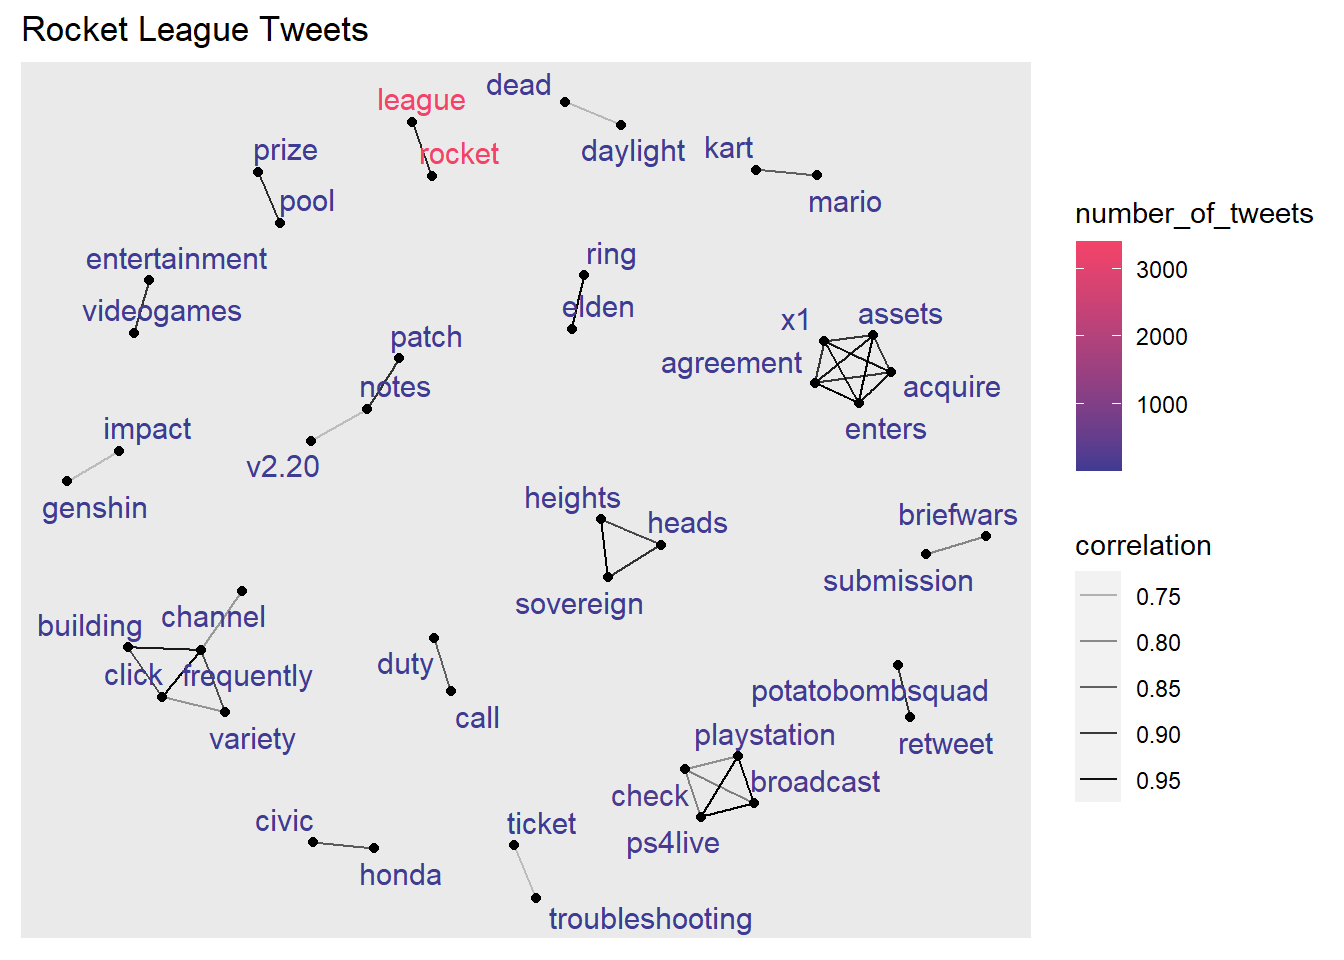 Rocket League Tweets
dead
league
daylight
kart
prize
rocket
mario
pool
entertainment
ring
videogames
elden
x1
assets
patch
agreement
notes
acquire
impact
enters
v2.20
genshin
heights
heads
briefwars
submission
sovereign
channel
building
click
frequently
duty
variety
call
potatobombsquad
retweet
playstation
check
broadcast
ps4live
civic
ticket
honda
troubleshooting
number_of_tweets
3000
2000
1000
correlation
0.75
0.80
0.85
0.90
0.95